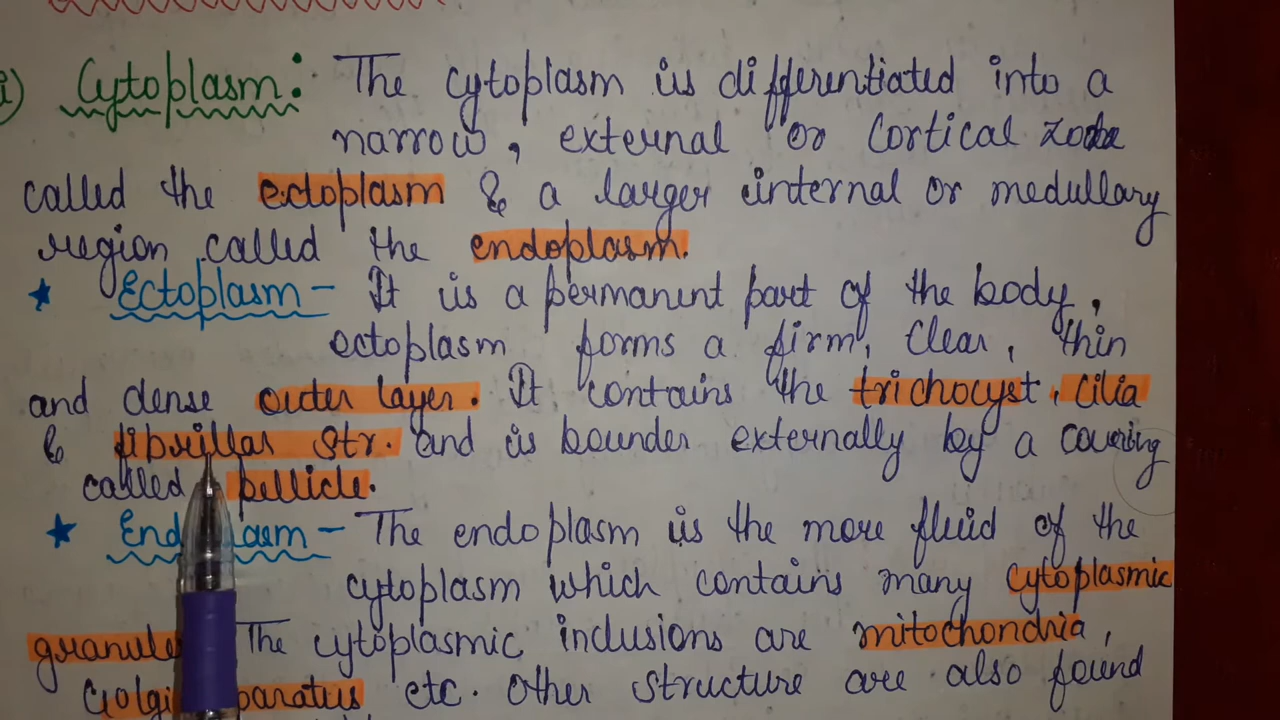 i) Cytoplasm: The cytoplasm is differentiated into a
narrow, external or cortical
called the ectoplasm & a larger internal or medullary
region called the endoplasm.
★ Ectoplasm - It is a permanent part of the body,
ectoplasm forms a firm, clear, thin
and dense outer layer. It contains the trichocyst, cilia
& fibrillar str. and is bounder externally by a covering
called pellicle.
★ Endoplasm - The endoplasm is the more fluid of the
cytoplasm which contains many cytoplasmic
The cytoplasmic inclusions are mitochondria,
Golgi etc. Other structure are also found